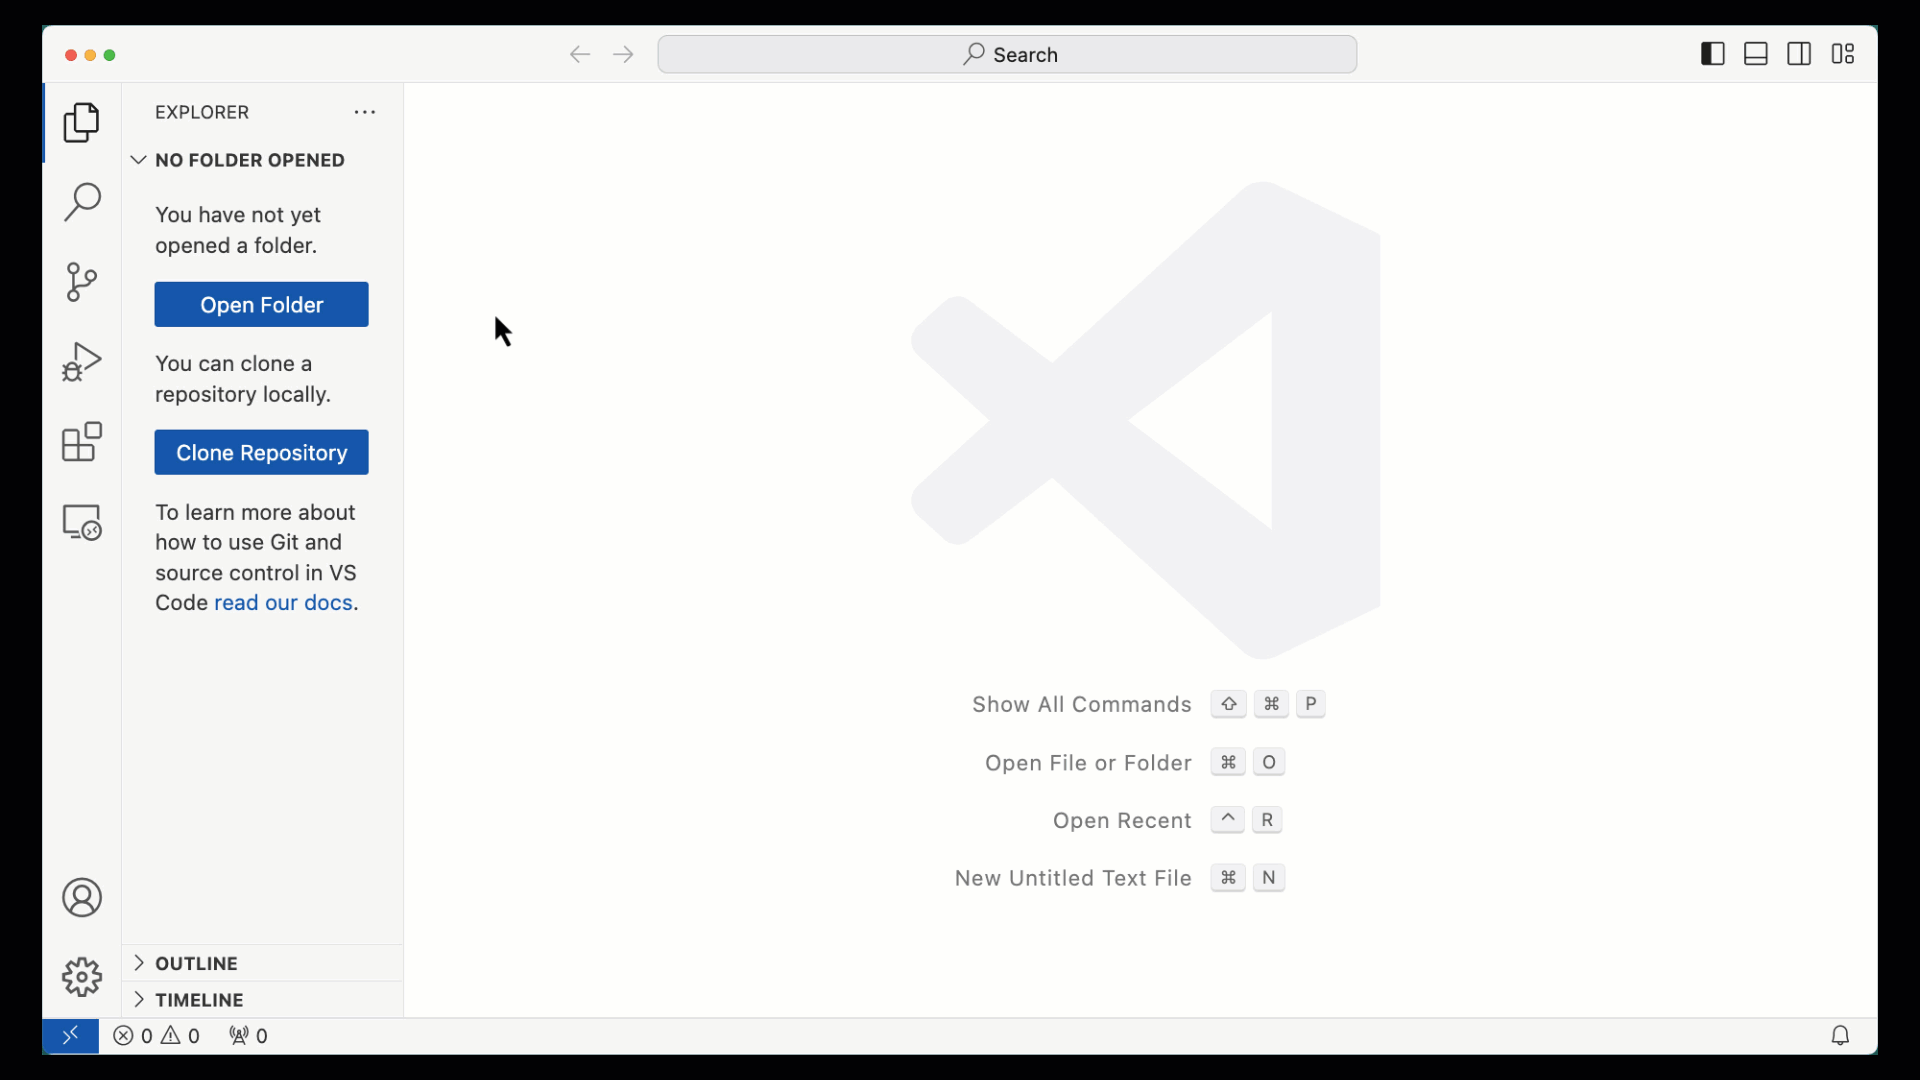 Search
EXPLORER
NO FOLDER OPENED
You have not yet
opened a folder.
Open Folder
You can clone a
repository locally.
Clone Repository
To learn more about
how to use Git and
source control in VS
Code read our docs.
Show All Commands ⇧ ⌘ P
Open File or Folder ⌘ O
Open Recent ^ R
New Untitled Text File ⌘ N
OUTLINE
TIMELINE
0 0 0